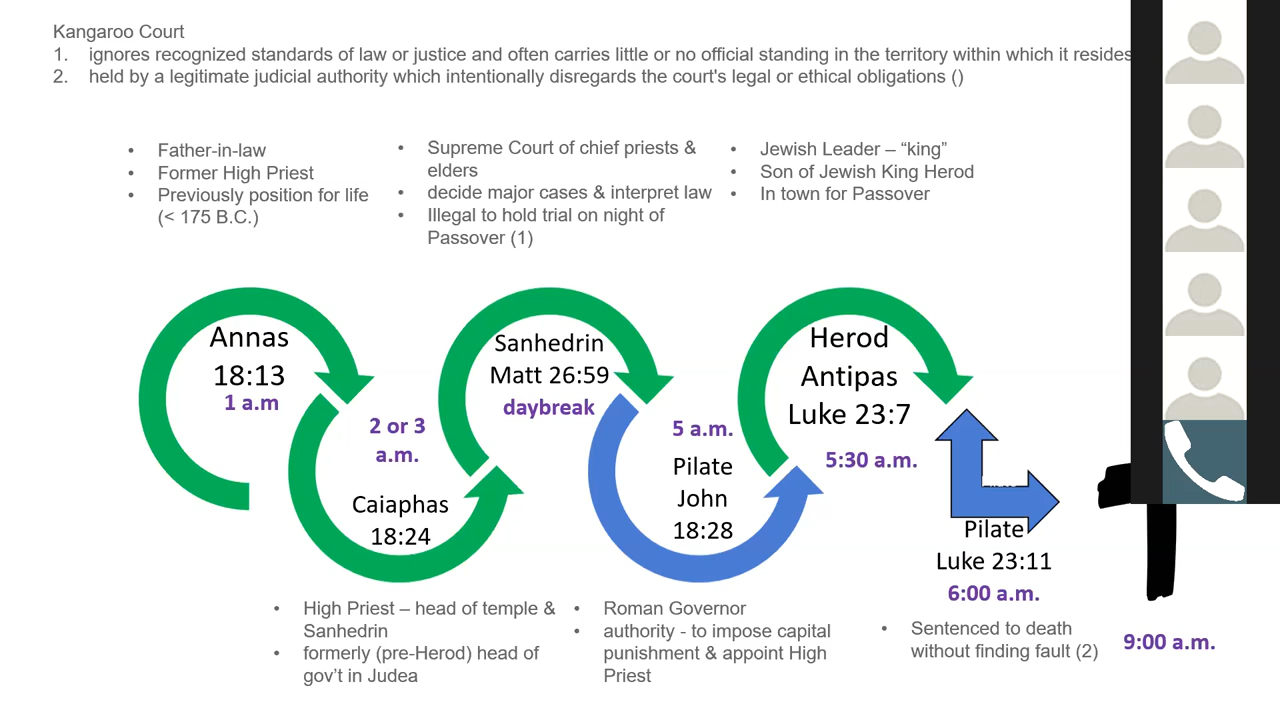 Kangaroo Court
1. ignores recognized standards of law or justice and often carries little or no official standing in the territory within which it resides
2. held by a legitimate judicial authority which intentionally disregards the court's legal or ethical obligations ()
• Father-in-law
• Former High Priest
• Previously position for life
(< 175 B.C.)
• Supreme Court of chief priests &
elders
• decide major cases & interpret law
• Illegal to hold trial on night of
Passover (1)
• Jewish Leader – “king”
• Son of Jewish King Herod
• In town for Passover
Annas
18:13
1 a.m
2 or 3
a.m.
Caiaphas
18:24
Sanhedrin
Matt 26:59
daybreak
5 a.m.
Pilate
John
18:28
Herod
Antipas
Luke 23:7
5:30 a.m.
Pilate
Luke 23:11
6:00 a.m.
• High Priest – head of temple &
Sanhedrin
• formerly (pre-Herod) head of
gov’t in Judea
• Roman Governor
• authority - to impose capital
punishment & appoint High
Priest
• Sentenced to death
without finding fault (2)
9:00 a.m.